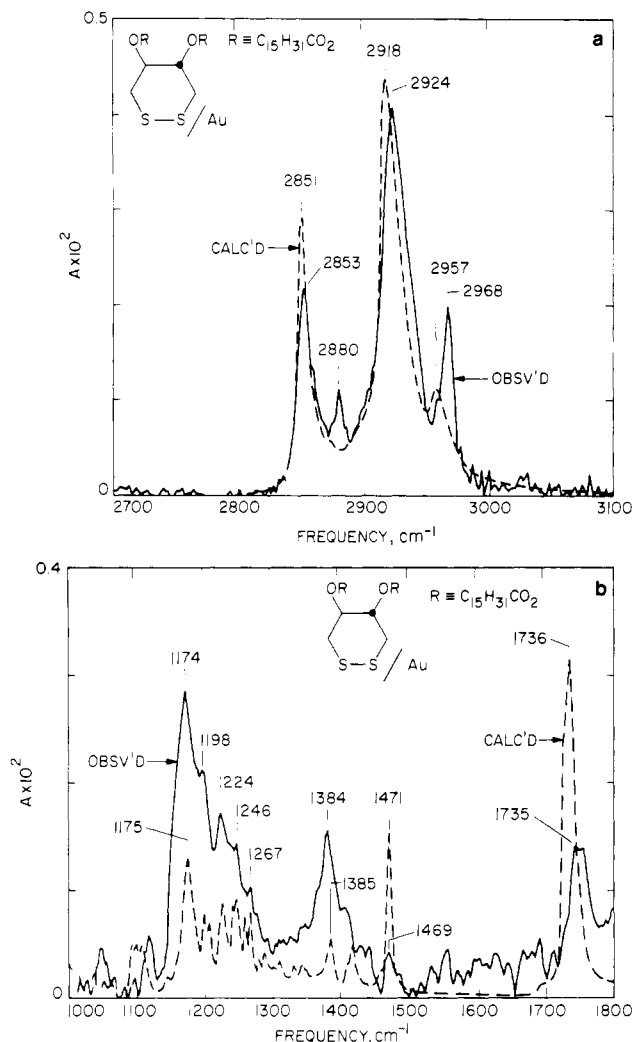 0.5
OR OR R ≡ C₁₅H₃₁CO₂
a
S – S / Au
2918
2924
2851
CALC'D
2853
2957
2968
2880
OBSV'D
A×10²
0
2700 2800 2900 3000 3100
FREQUENCY, cm⁻¹
0.4
OR OR R ≡ C₁₅H₃₁CO₂
b
S – S / Au
1174
1736
OBSV'D
1198
CALC'D
1224
1384
1471
1246
1735
1175
1267
1385
1469
A×10²
0
1000 1100 1200 1300 1400 1500 1600 1700 1800
FREQUENCY, cm⁻¹